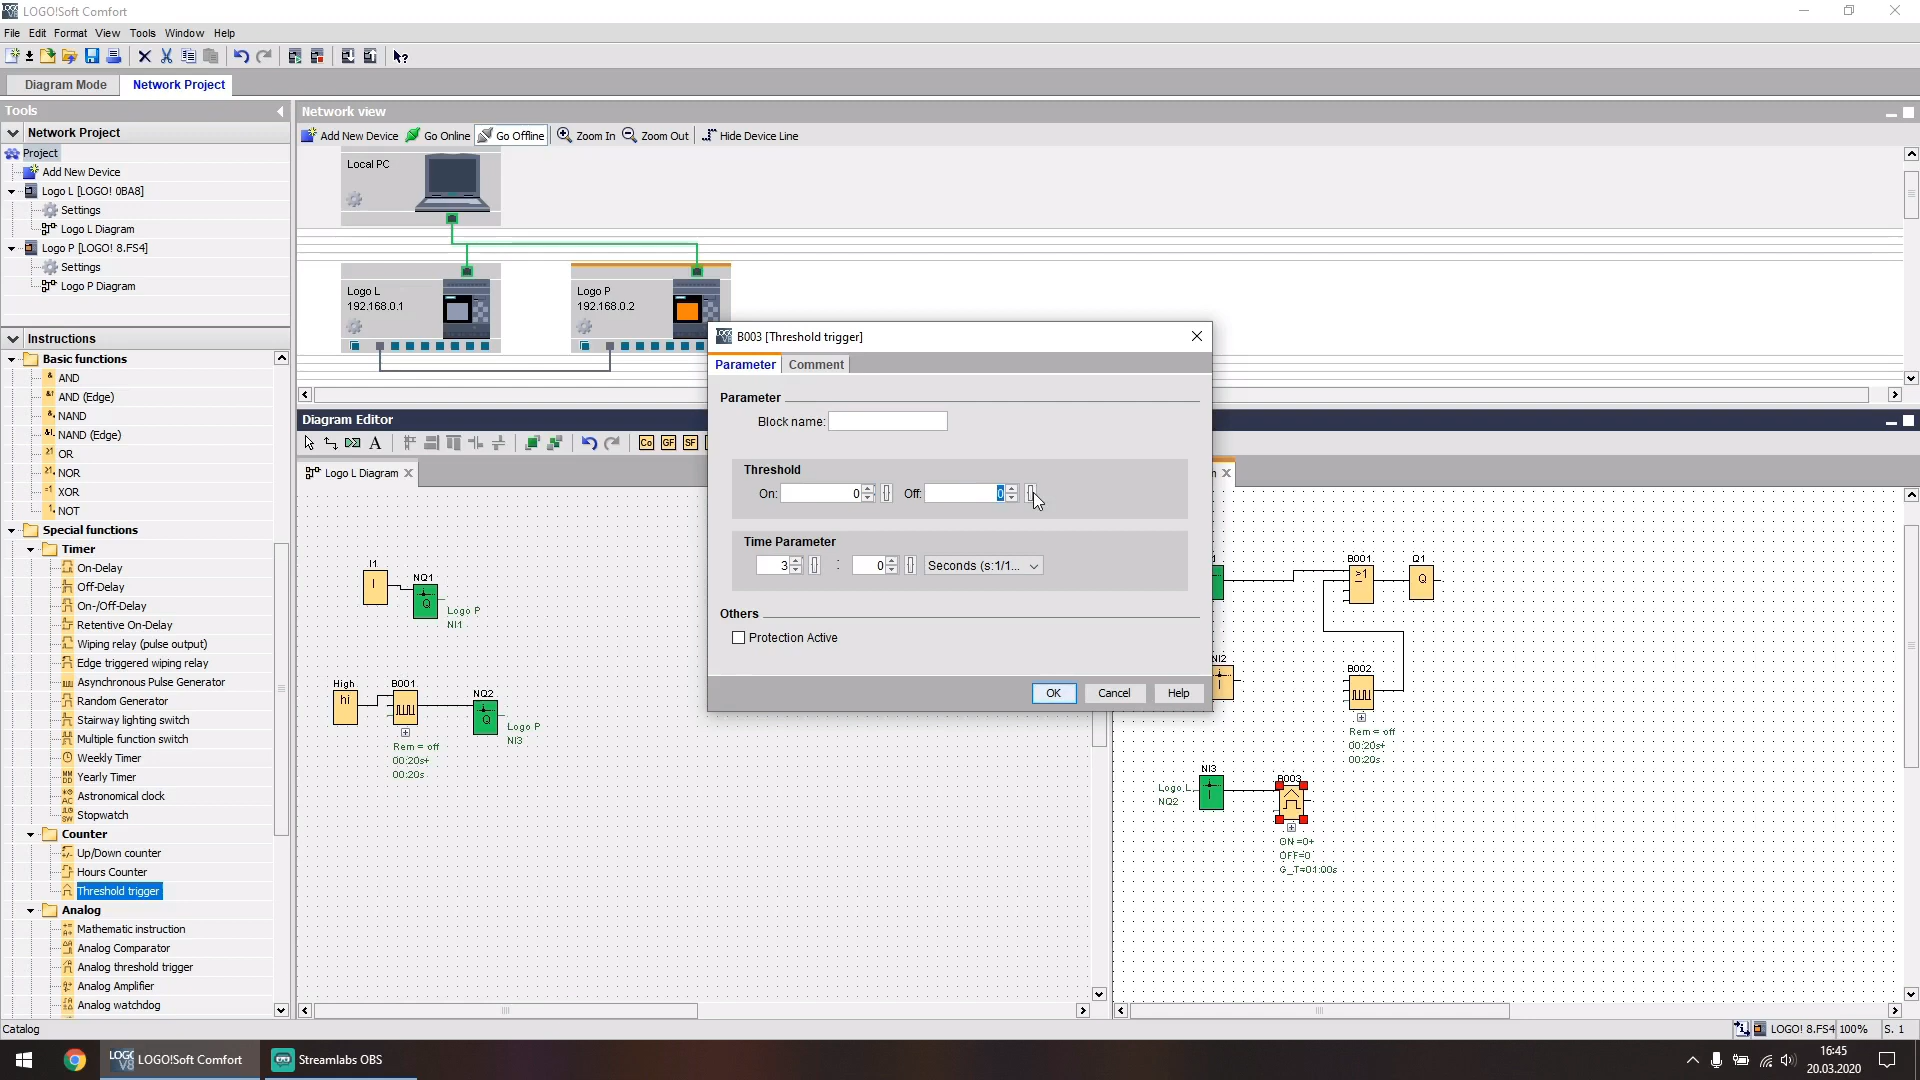 LOGO!Soft Comfort
File Edit Format View Tools Window Help
Diagram Mode Network Project
Tools
Network Project
Project
Add New Device
Logo L [LOGO! 0BA8]
Settings
Logo L Diagram
Logo P [LOGO! 8.FS4]
Settings
Logo P Diagram
Instructions
Basic functions
AND
AND (Edge)
NAND
NAND (Edge)
OR
NOR
XOR
NOT
Special functions
Timer
On-Delay
Off-Delay
On-/Off-Delay
Retentive On-Delay
Wiping relay (pulse output)
Edge triggered wiping relay
Asynchronous Pulse Generator
Random Generator
Stairway lighting switch
Multiple function switch
Weekly Timer
Yearly Timer
Astronomical clock
Stopwatch
Counter
Up/Down counter
Hours Counter
Threshold trigger
Analog
Mathematic instruction
Analog Comparator
Analog threshold trigger
Analog Amplifier
Analog watchdog
Network view
Add New Device Go Online Go Offline Zoom In Zoom Out Hide Device Line
Local PC
Logo L
192.168.0.1
Logo P
192.168.0.2
Diagram Editor
A Co GF SF
Logo L Diagram
I1
I
NQ1
Q
Logo P
NI1
High
hi
B001
NQ2
Q
Logo P
NI3
Rem = off
00:20s+
00:20s
B003 [Threshold trigger]
Parameter Comment
Parameter
Block name:
Threshold
On: 0 Off: 0
Time Parameter
3 : 0 Seconds (s:1/1...
Others
Protection Active
OK Cancel Help
B001
≥1
Q1
Q
NI2
I
B002
Rem = off
00:20s+
00:20s
NI3
I
Logo L
NQ2
B003
ON =0+
OFF=0
G_T=01:00s
Catalog
LOGO! 8.FS4 100% S. 1
LOGO!Soft Comfort
Streamlabs OBS
16:45
20.03.2020